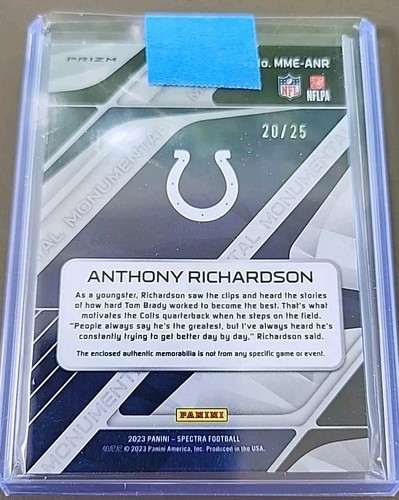 PRIZM
o. MME-ANR
NFL
NFLPA
20/25
MONUMENTAL
ANTHONY RICHARDSON
As a youngster, Richardson saw the clips and heard the stories
of how hard Tom Brady worked to become the best. That's what
motivates the Colts quarterback when he steps on the field.
"People always say he's the greatest, but I've always heard he's
constantly trying to get better day by day," Richardson said.
The enclosed authentic memorabilia is not from any specific game or event.
PANINI
2023 PANINI – SPECTRA FOOTBALL
© 2023 Panini America, Inc. Produced in the USA.